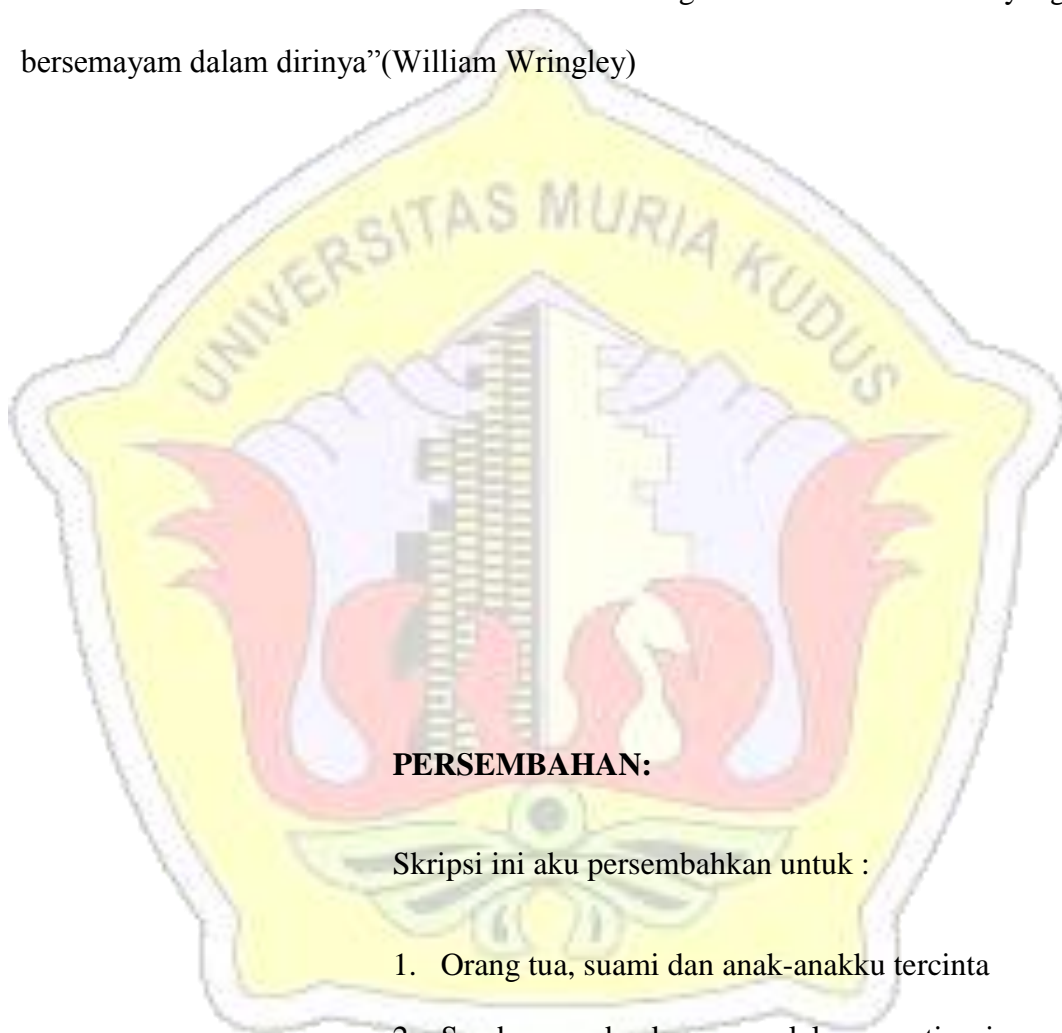 bersemayam dalam dirinya”(William Wringley)
UNIVERSITAS MURIA KUDUS
PERSEMBAHAN:
Skripsi ini aku persembahkan untuk :
1. Orang tua, suami dan anak-anakku tercinta